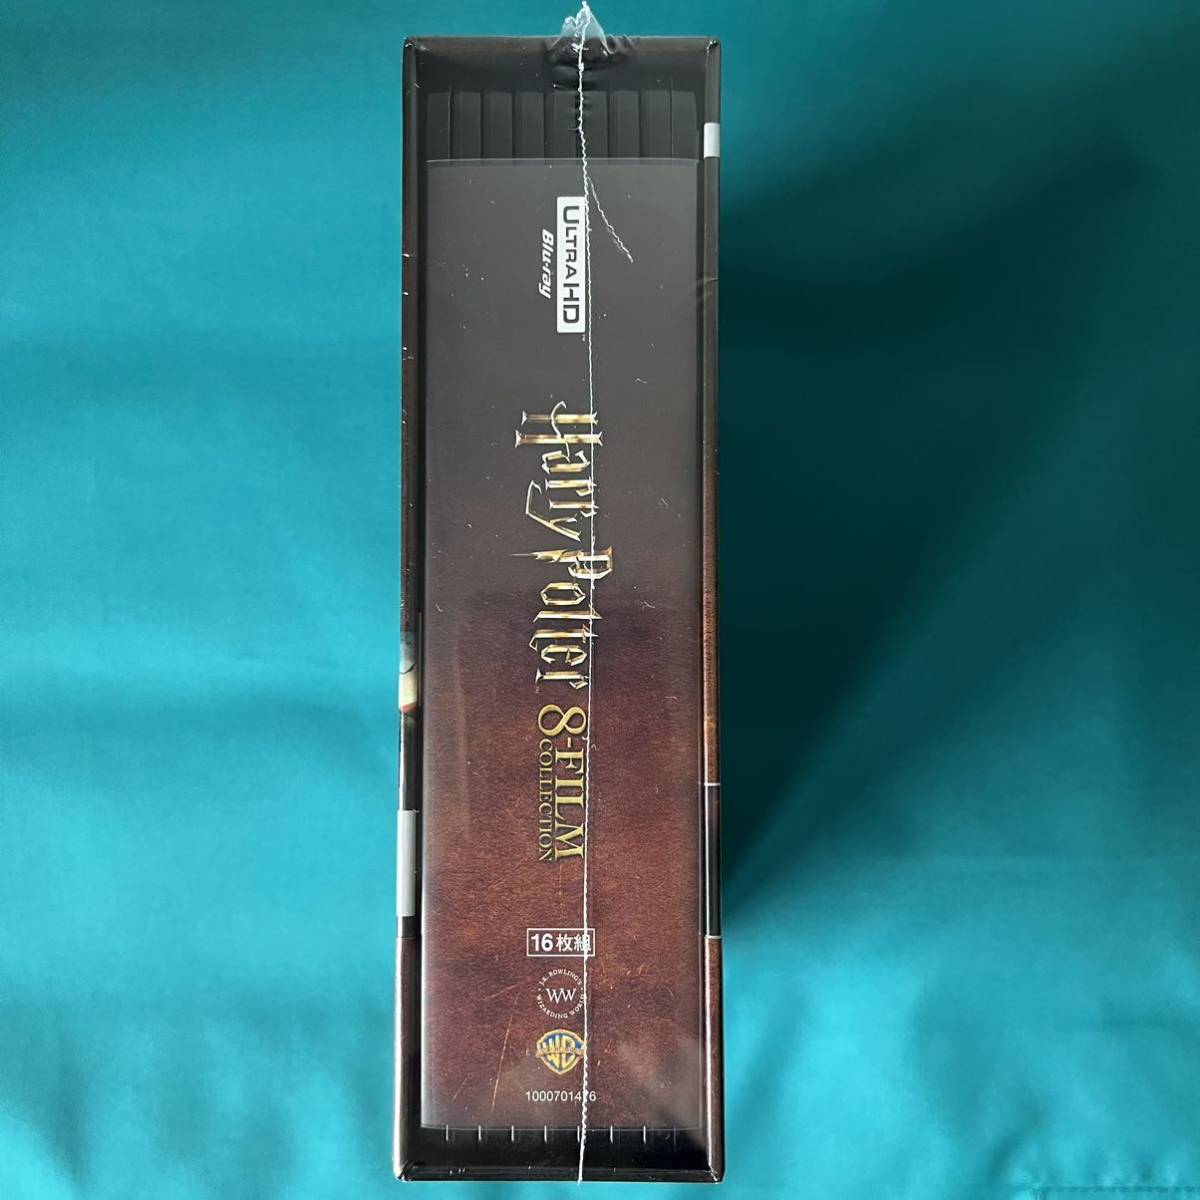 ULTRA HD
Blu-ray
Harry Potter
8-FILM
COLLECTION
16枚組
J.K. ROWLING'S
WW
WIZARDING WORLD
WB
1000701476